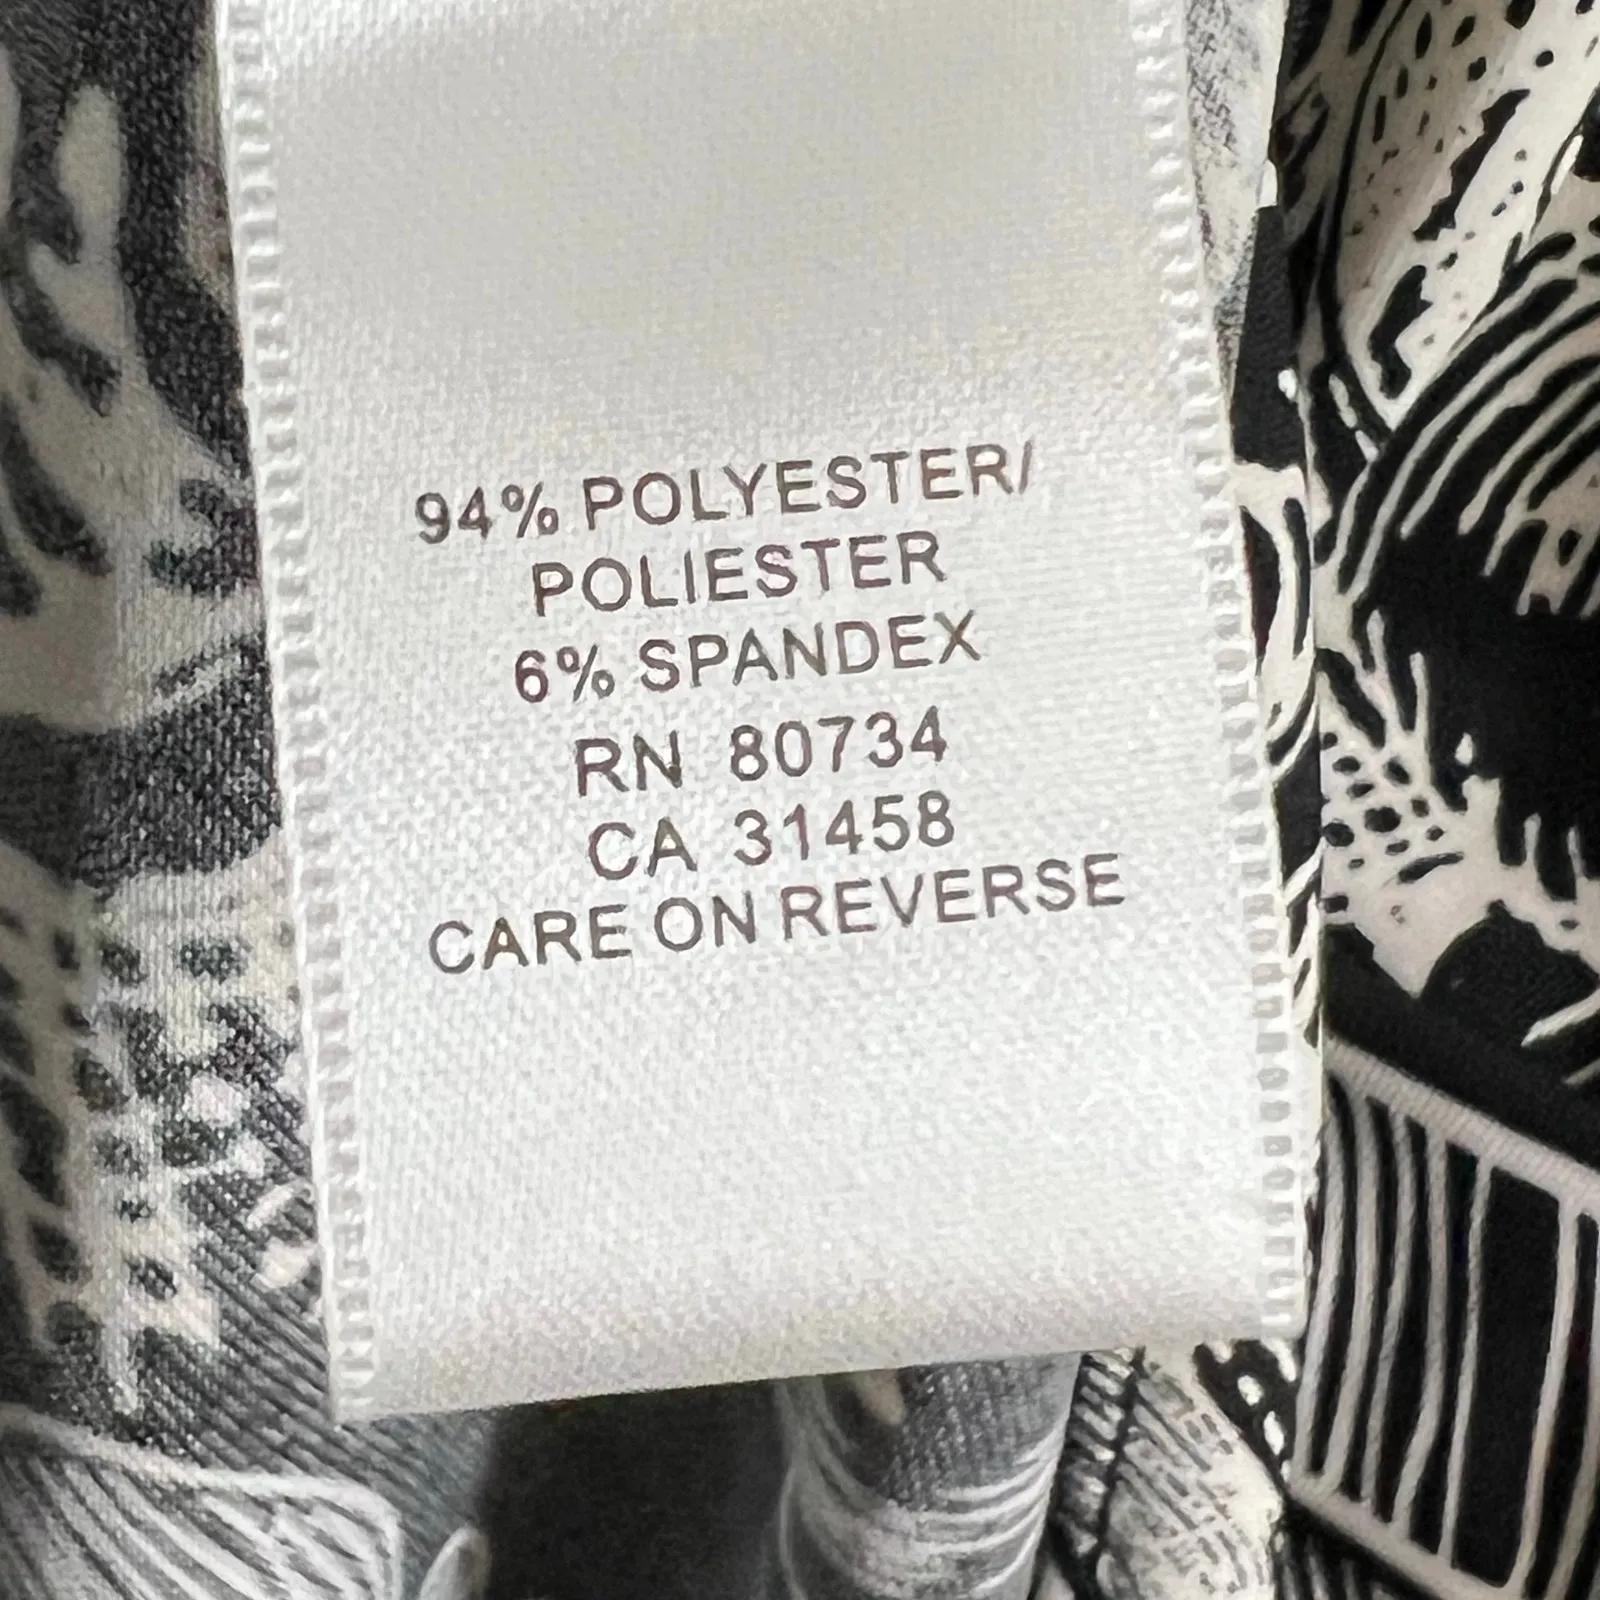 94% POLYESTER/
POLIESTER
6% SPANDEX
RN 80734
CA 31458
CARE ON REVERSE